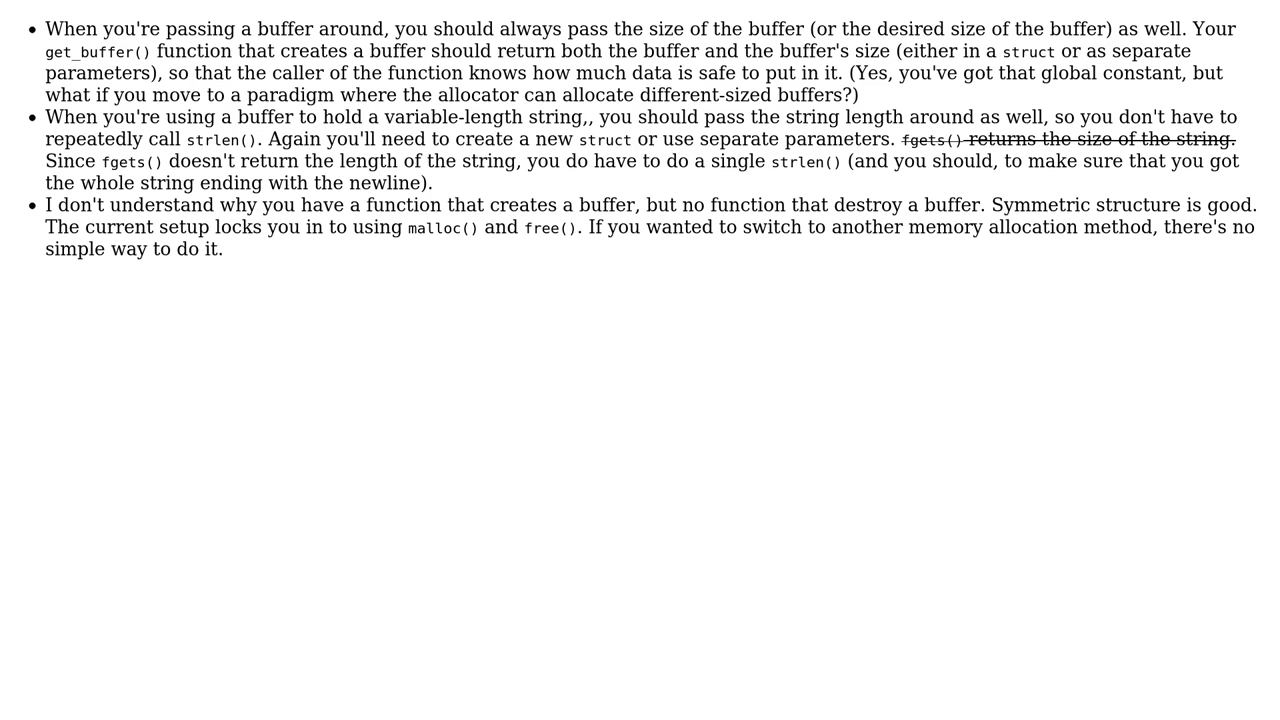 • When you're passing a buffer around, you should always pass the size of the buffer (or the desired size of the buffer) as well. Your
get_buffer() function that creates a buffer should return both the buffer and the buffer's size (either in a struct or as separate
parameters), so that the caller of the function knows how much data is safe to put in it. (Yes, you've got that global constant, but
what if you move to a paradigm where the allocator can allocate different-sized buffers?)
• When you're using a buffer to hold a variable-length string,, you should pass the string length around as well, so you don't have to
repeatedly call strlen(). Again you'll need to create a new struct or use separate parameters. fgets() returns the size of the string.
Since fgets() doesn't return the length of the string, you do have to do a single strlen() (and you should, to make sure that you got
the whole string ending with the newline).
• I don't understand why you have a function that creates a buffer, but no function that destroy a buffer. Symmetric structure is good.
The current setup locks you in to using malloc() and free(). If you wanted to switch to another memory allocation method, there's no
simple way to do it.